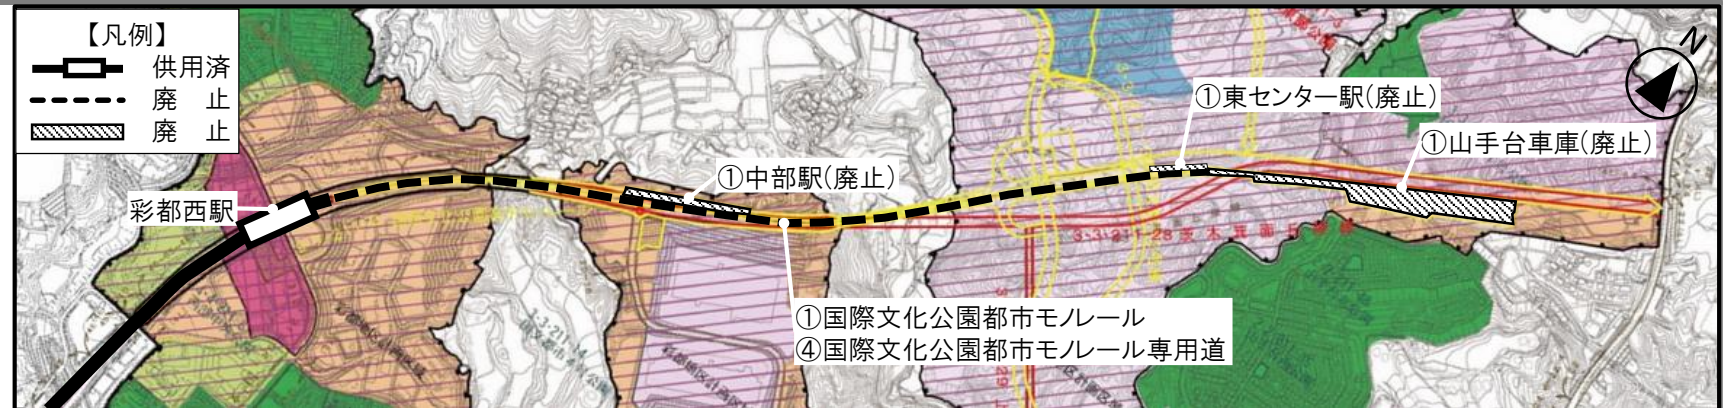 【凡例】
供用済
廃 止
廃 止
N
①東センター駅(廃止)
①山手台車庫(廃止)
①中部駅(廃止)
彩都西駅
①国際文化公園都市モノレール
④国際文化公園都市モノレール専用道